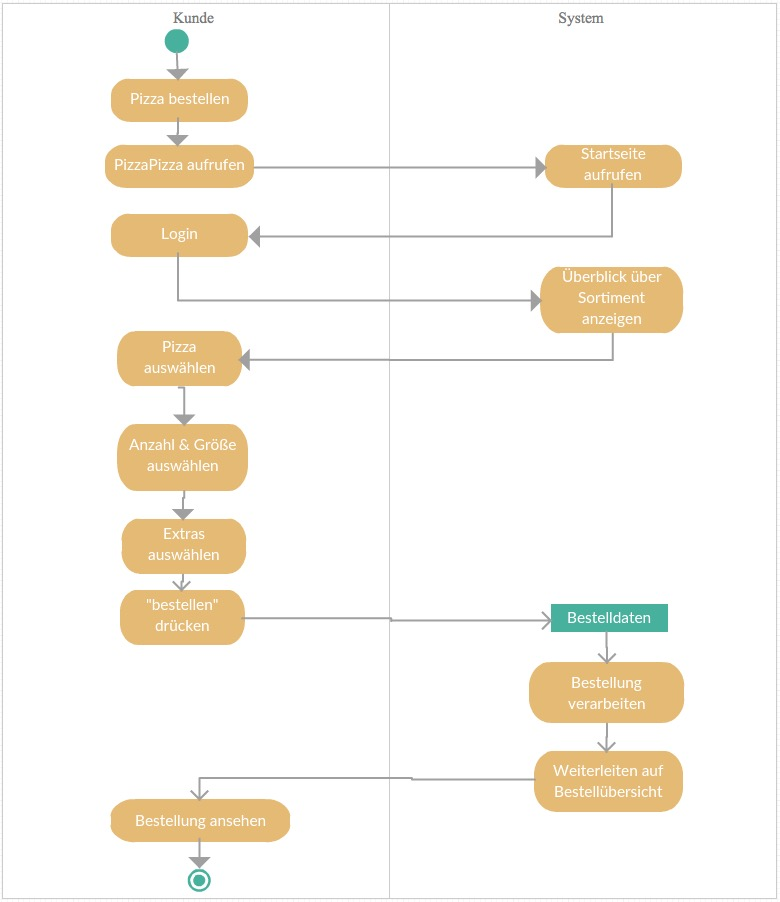 Kunde
System
Pizza bestellen
PizzaPizza aufrufen
Startseite
aufrufen
Login
Überblick über
Sortiment
anzeigen
Pizza
auswählen
Anzahl & Größe
auswählen
Extras
auswählen
"bestellen"
drücken
Bestelldaten
Bestellung
verarbeiten
Weiterleiten auf
Bestellübersicht
Bestellung ansehen